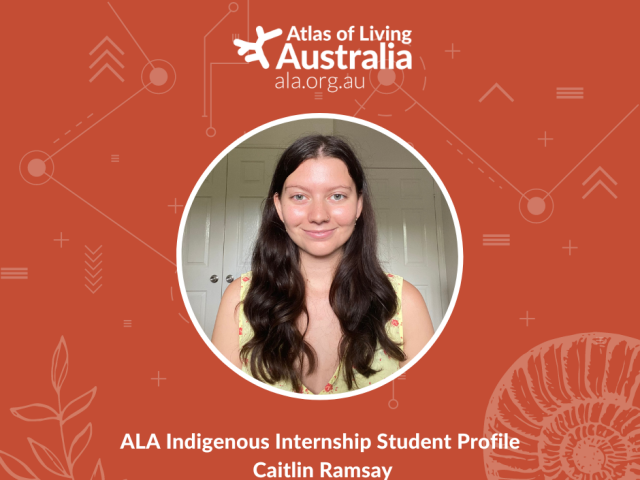 Atlas of Living
Australia
ala.org.au
ALA Indigenous Internship Student Profile
Caitlin Ramsay